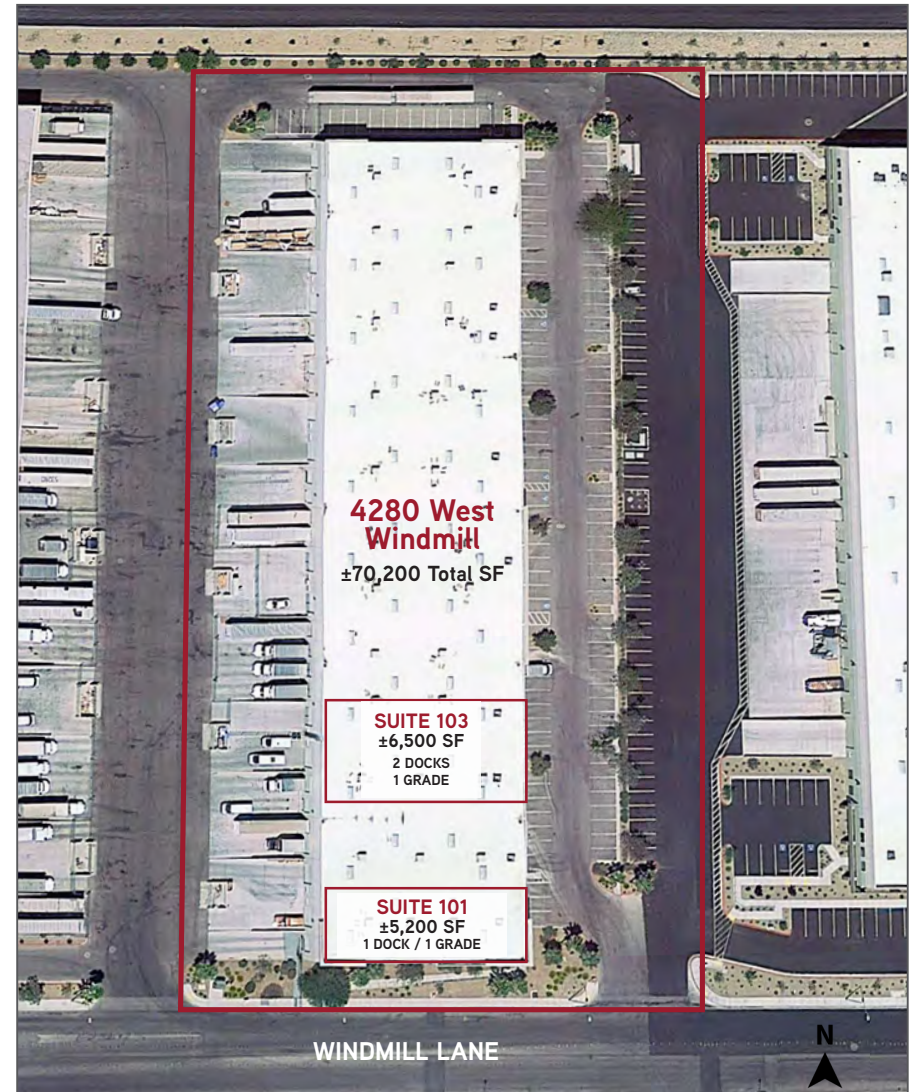 4280 West
Windmill
±70,200 Total SF
SUITE 103
±6,500 SF
2 DOCKS
1 GRADE
SUITE 101
±5,200 SF
1 DOCK / 1 GRADE
WINDMILL LANE
N